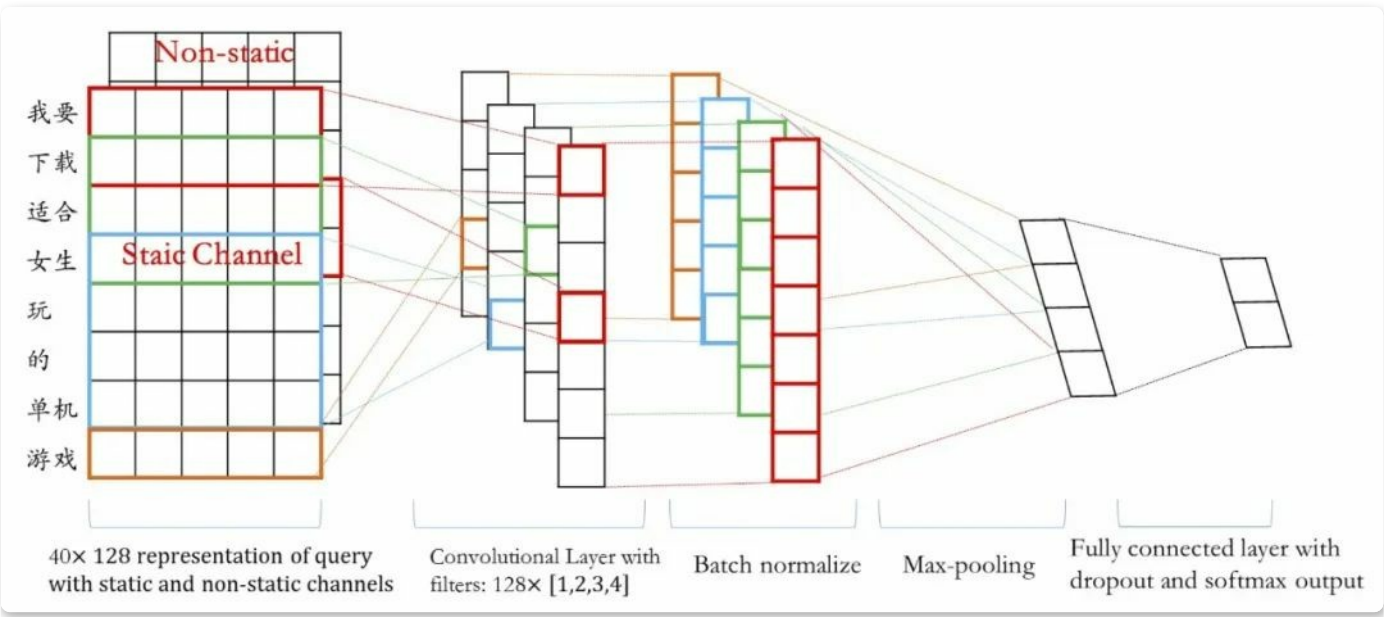 Non-static
我要
下载
适合
女生
Staic Channel
玩
的
单机
游戏
40× 128 representation of query
with static and non-static channels
Convolutional Layer with
filters: 128× [1,2,3,4]
Batch normalize
Max-pooling
Fully connected layer with
dropout and softmax output